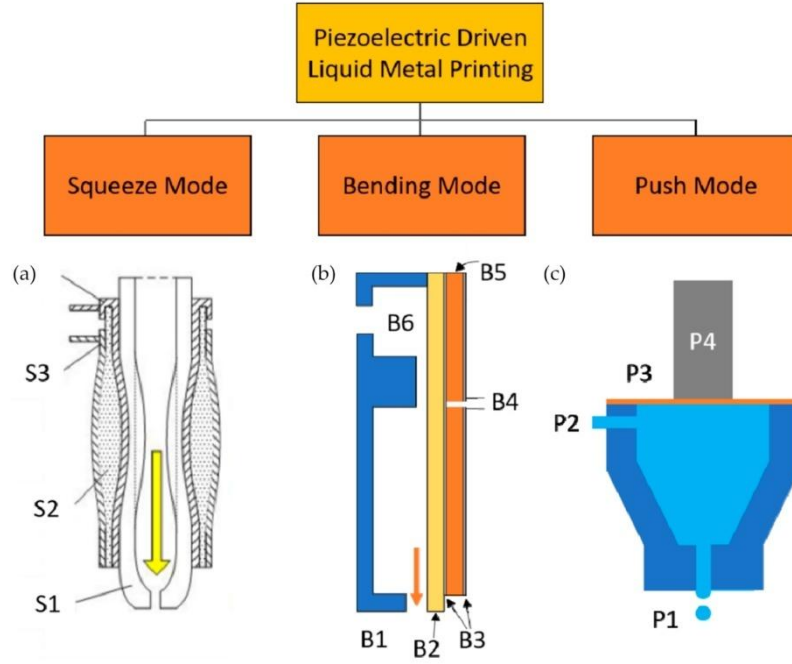 Piezoelectric Driven
Liquid Metal Printing
Squeeze Mode
Bending Mode
Push Mode
(a)
S3
S2
S1
(b)
B5
B6
B4
B1
B2
B3
(c)
P4
P3
P2
P1